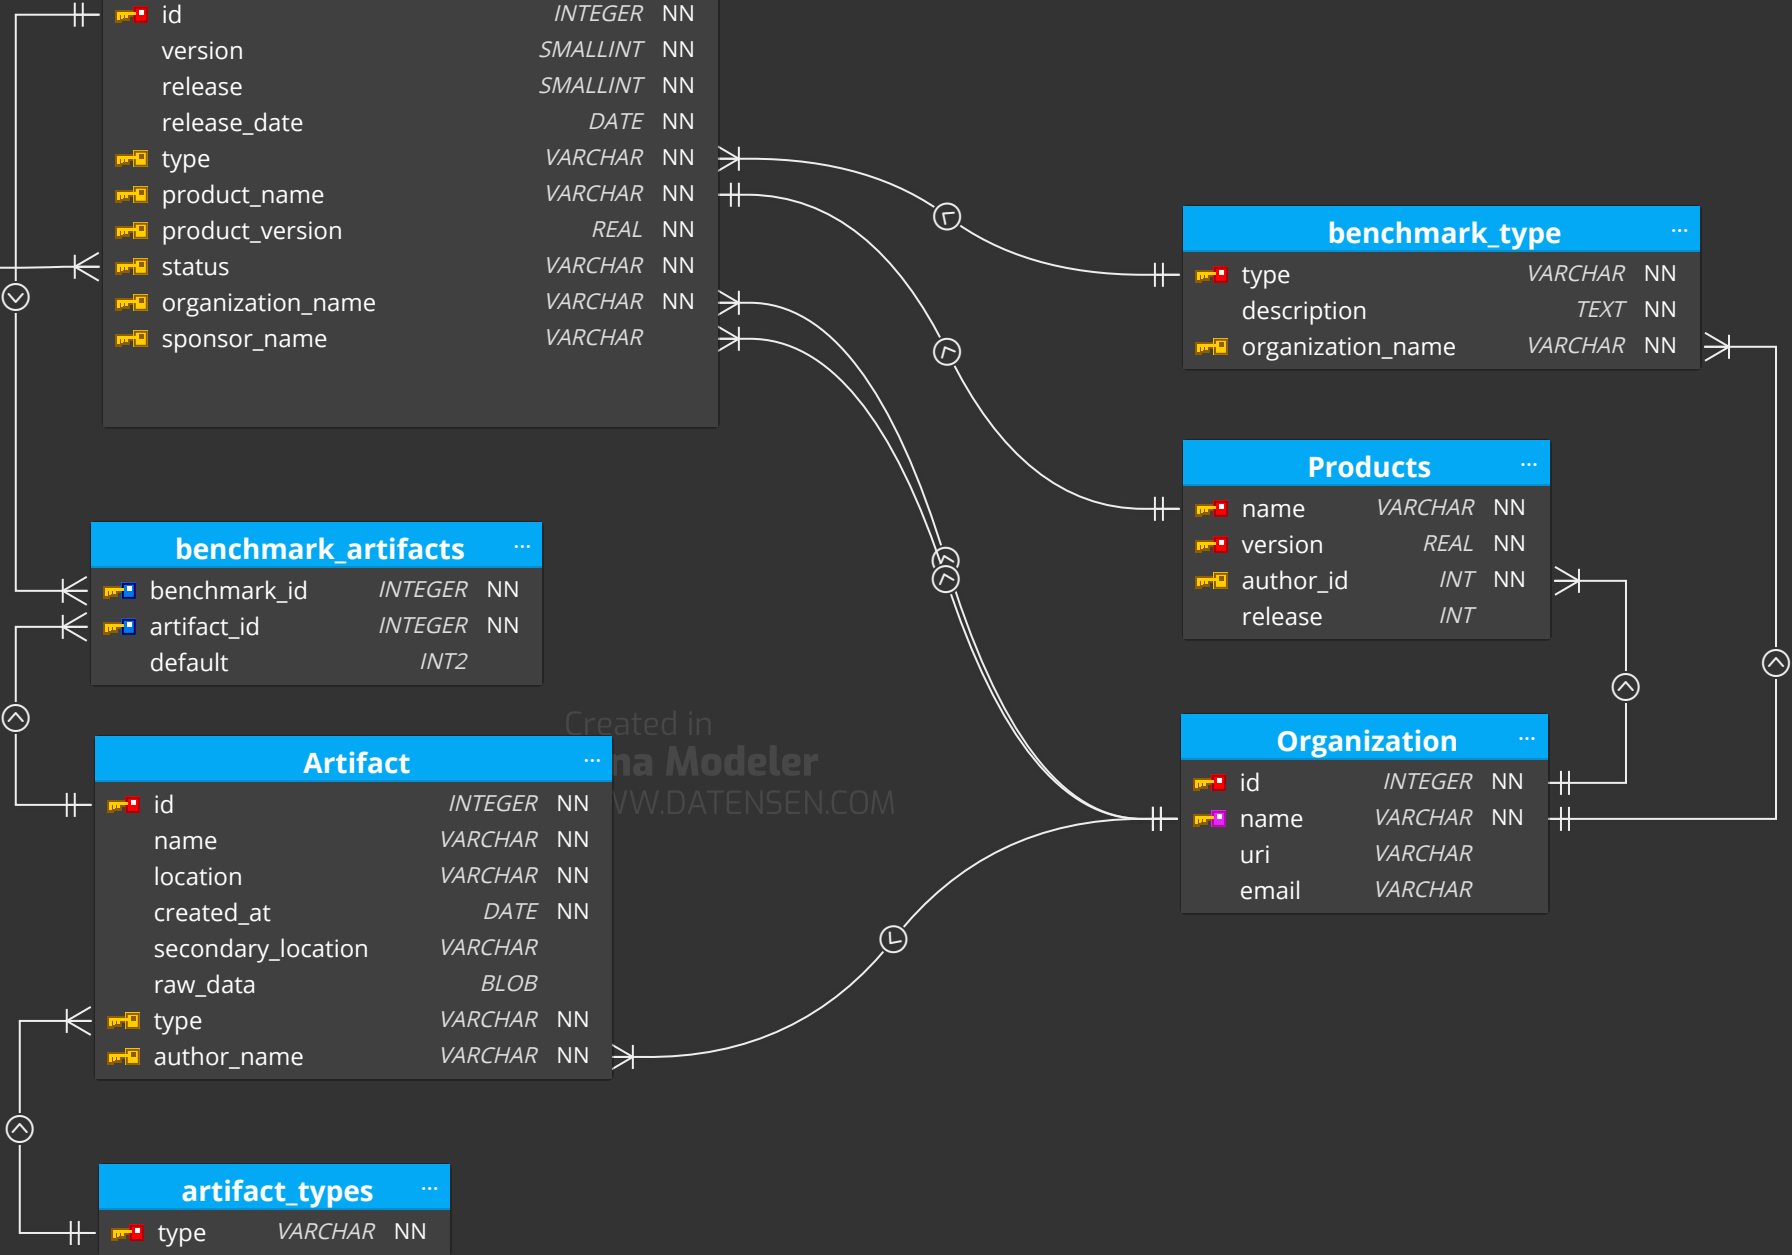 id INTEGER NN
version SMALLINT NN
release SMALLINT NN
release_date DATE NN
type VARCHAR NN
product_name VARCHAR NN
product_version REAL NN
status VARCHAR NN
organization_name VARCHAR NN
sponsor_name VARCHAR
benchmark_type ...
type VARCHAR NN
description TEXT NN
organization_name VARCHAR NN
Products ...
name VARCHAR NN
version REAL NN
author_id INT NN
release INT
benchmark_artifacts ...
benchmark_id INTEGER NN
artifact_id INTEGER NN
default INT2
Created in
na Modeler
WW.DATENSEN.COM
Artifact ...
id INTEGER NN
name VARCHAR NN
location VARCHAR NN
created_at DATE NN
secondary_location VARCHAR
raw_data BLOB
type VARCHAR NN
author_name VARCHAR NN
Organization ...
id INTEGER NN
name VARCHAR NN
uri VARCHAR
email VARCHAR
artifact_types ...
type VARCHAR NN